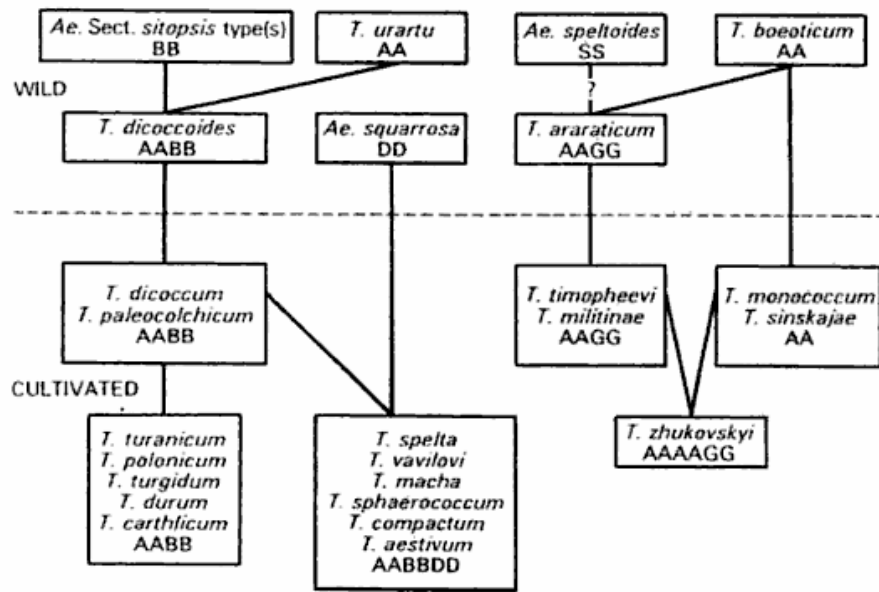 Ae. Sect. sitopsis type(s)
BB
T. urartu
AA
Ae. speltoides
SS
T. boeoticum
AA
WILD
?
T. dicoccoides
AABB
Ae. squarrosa
DD
T. araraticum
AAGG
T. dicoccum
T. paleocolchicum
AABB
T. timopheevi
T. militinae
AAGG
T. monococcum
T. sinskajae
AA
CULTIVATED
T. turanicum
T. polonicum
T. turgidum
T. durum
T. carthlicum
AABB
T. spelta
T. vavilovi
T. macha
T. sphaerococcum
T. compactum
T. aestivum
AABBDD
T. zhukovskyi
AAAAGG